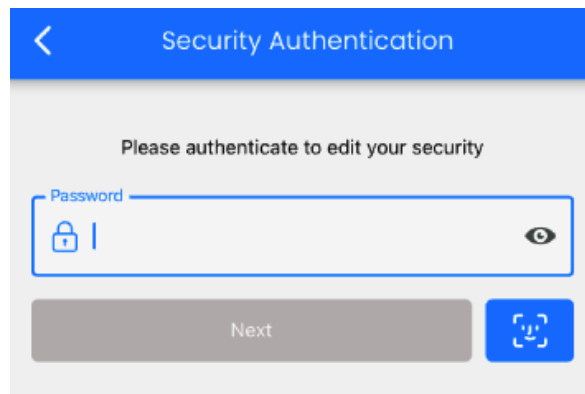 Security Authentication
Please authenticate to edit your security
Password
Next